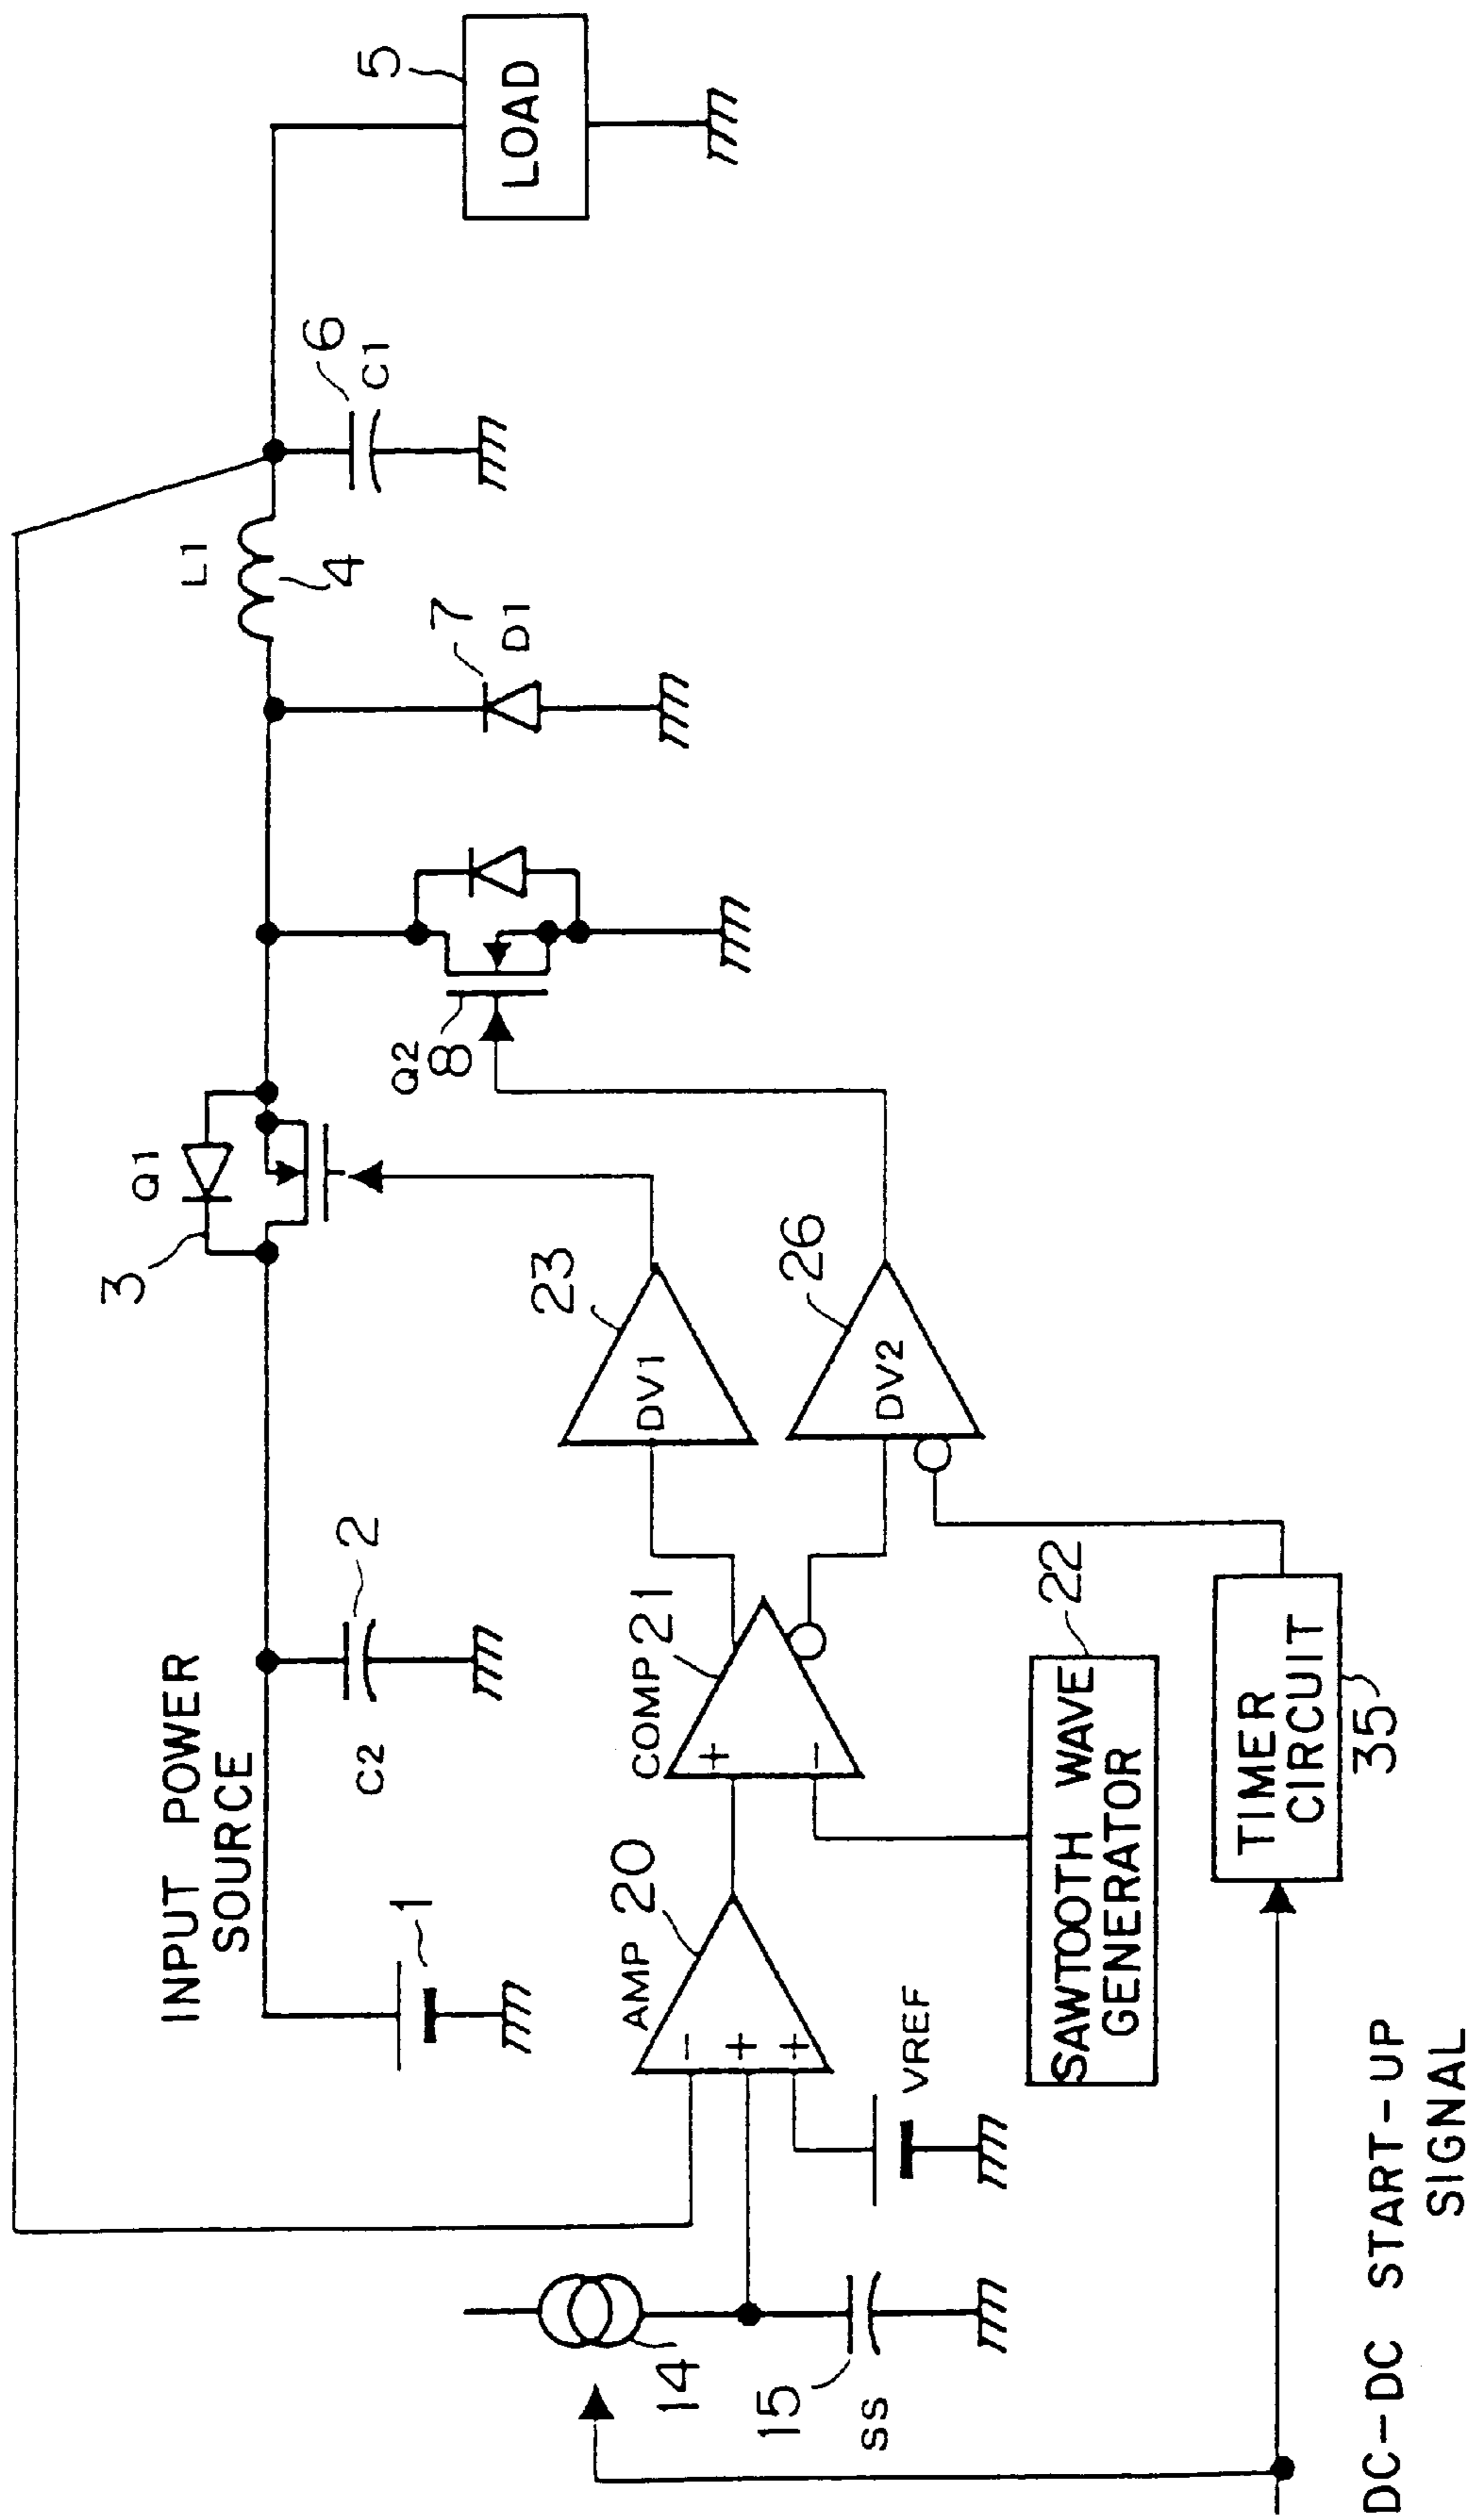 INPUT POWER
SOURCE
1
C2
2
3
Q1
Q2
8
L1
4
7
D1
6
C1
5
LOAD
14
15
SS
AMP 20
-
+
+
VREF
COMP 21
+
-
DV1
23
DV2
26
SAWTOOTH WAVE
GENERATOR
22
TIMER
CIRCUIT
35
DC-DC START-UP
SIGNAL